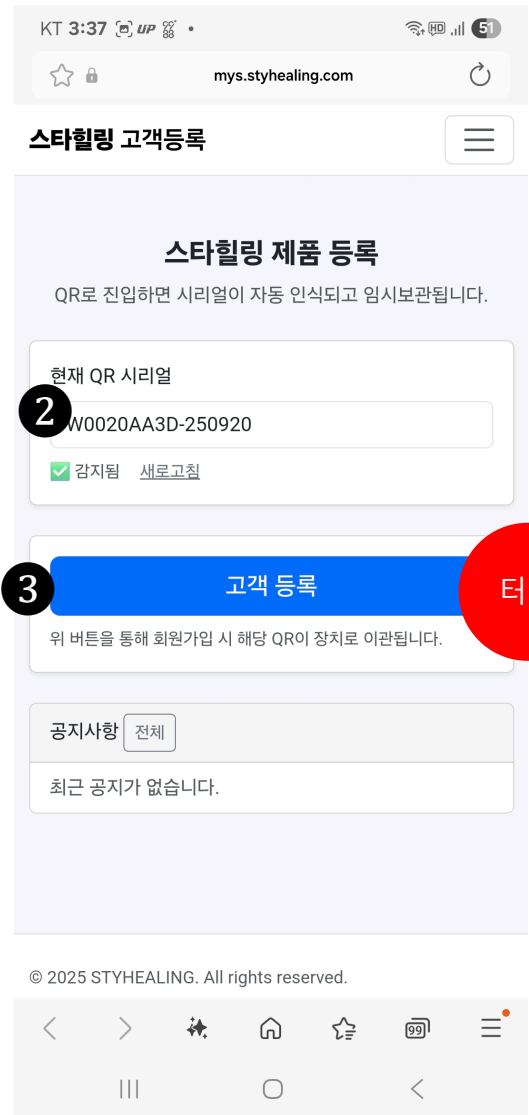 KT 3:37 UP
HD 51
mys.styhealing.com
스타힐링 고객등록
스타힐링 제품 등록
QR로 진입하면 시리얼이 자동 인식되고 임시보관됩니다.
현재 QR 시리얼
2
W0020AA3D-250920
감지됨 새로고침
3
고객 등록
터
위 버튼을 통해 회원가입 시 해당 QR이 장치로 이관됩니다.
공지사항 전체
최근 공지가 없습니다.
© 2025 STYHEALING. All rights reserved.
99